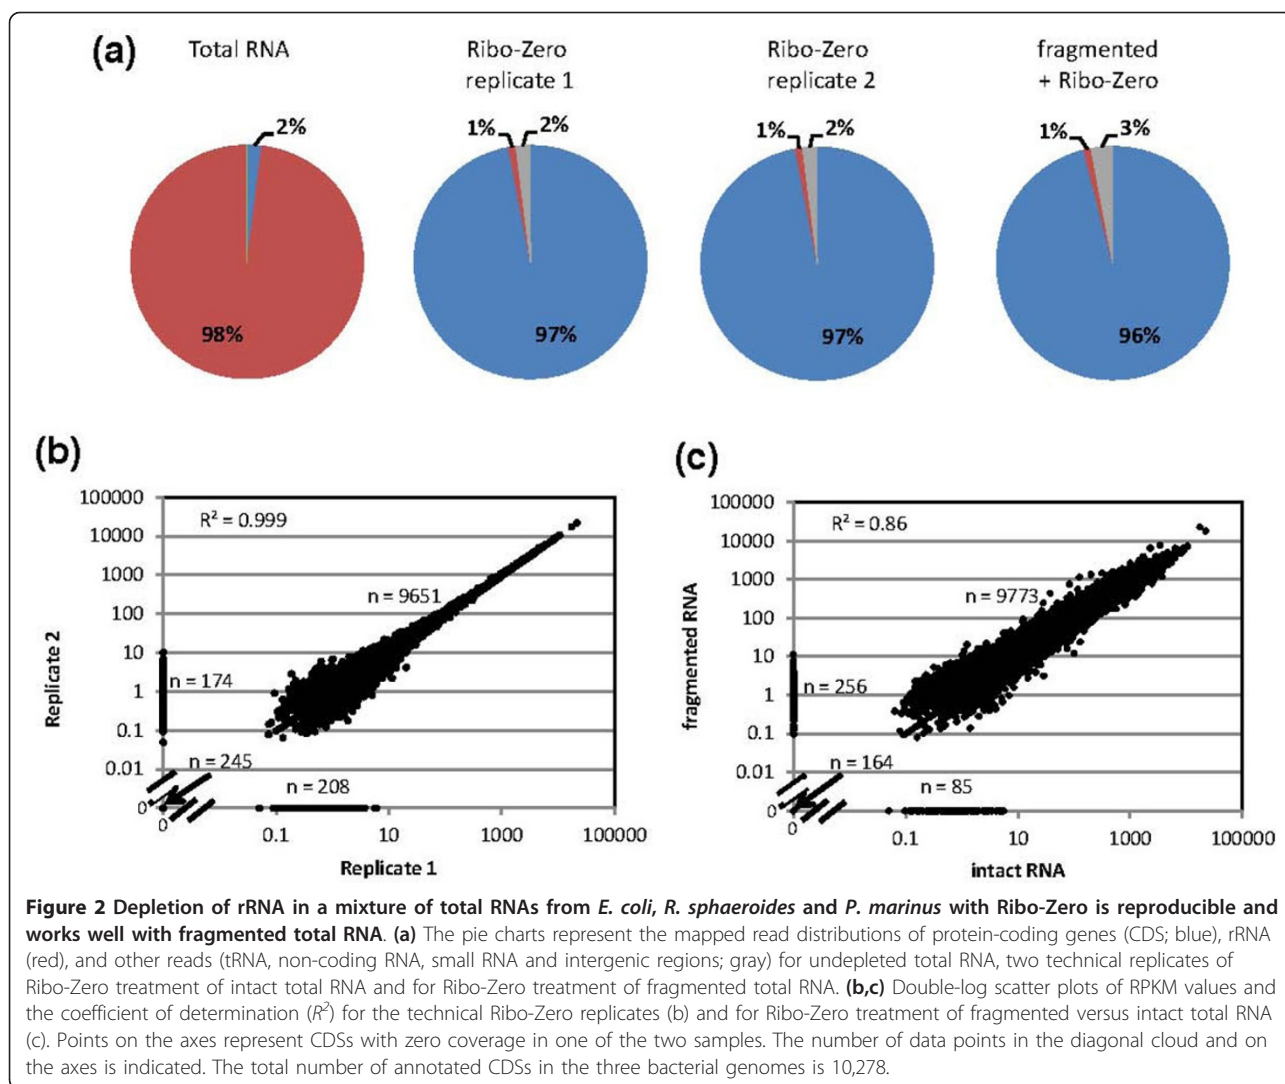 (a)
Total RNA
Ribo-Zero
replicate 1
Ribo-Zero
replicate 2
fragmented
+ Ribo-Zero
2%
98%
1%
2%
97%
1%
2%
97%
1%
3%
96%
(b)
100000
10000
1000
100
10
1
0.1
0.01
0
R² = 0.999
n = 9651
n = 174
n = 245
n = 208
Replicate 2
0
0.1
10
1000
100000
Replicate 1
(c)
100000
10000
1000
100
10
1
0.1
0.01
0
R² = 0.86
n = 9773
n = 256
n = 164
n = 85
fragmented RNA
0
0.1
10
1000
100000
intact RNA
Figure 2 Depletion of rRNA in a mixture of total RNAs from E. coli, R. sphaeroides and P. marinus with Ribo-Zero is reproducible and
works well with fragmented total RNA. (a) The pie charts represent the mapped read distributions of protein-coding genes (CDS; blue), rRNA
(red), and other reads (tRNA, non-coding RNA, small RNA and intergenic regions; gray) for undepleted total RNA, two technical replicates of
Ribo-Zero treatment of intact total RNA and for Ribo-Zero treatment of fragmented total RNA. (b,c) Double-log scatter plots of RPKM values and
the coefficient of determination (R²) for the technical Ribo-Zero replicates (b) and for Ribo-Zero treatment of fragmented versus intact total RNA
(c). Points on the axes represent CDSs with zero coverage in one of the two samples. The number of data points in the diagonal cloud and on
the axes is indicated. The total number of annotated CDSs in the three bacterial genomes is 10,278.